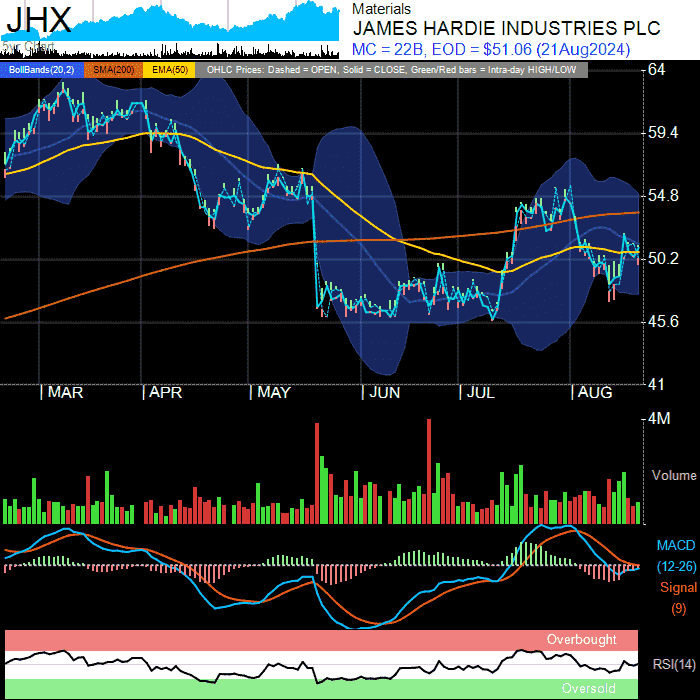 JHX
5yr Chart
Materials
JAMES HARDIE INDUSTRIES PLC
MC = 22B, EOD = $51.06 (21Aug2024)
BollBands(20,2) SMA(200) EMA(50) OHLC Prices: Dashed = OPEN, Solid = CLOSE, Green/Red bars = Intra-day HIGH/LOW
64
59.4
54.8
50.2
45.6
41
MAR APR MAY JUN JUL AUG
4M
Volume
MACD
(12-26)
Signal
(9)
Overbought
RSI(14)
Oversold